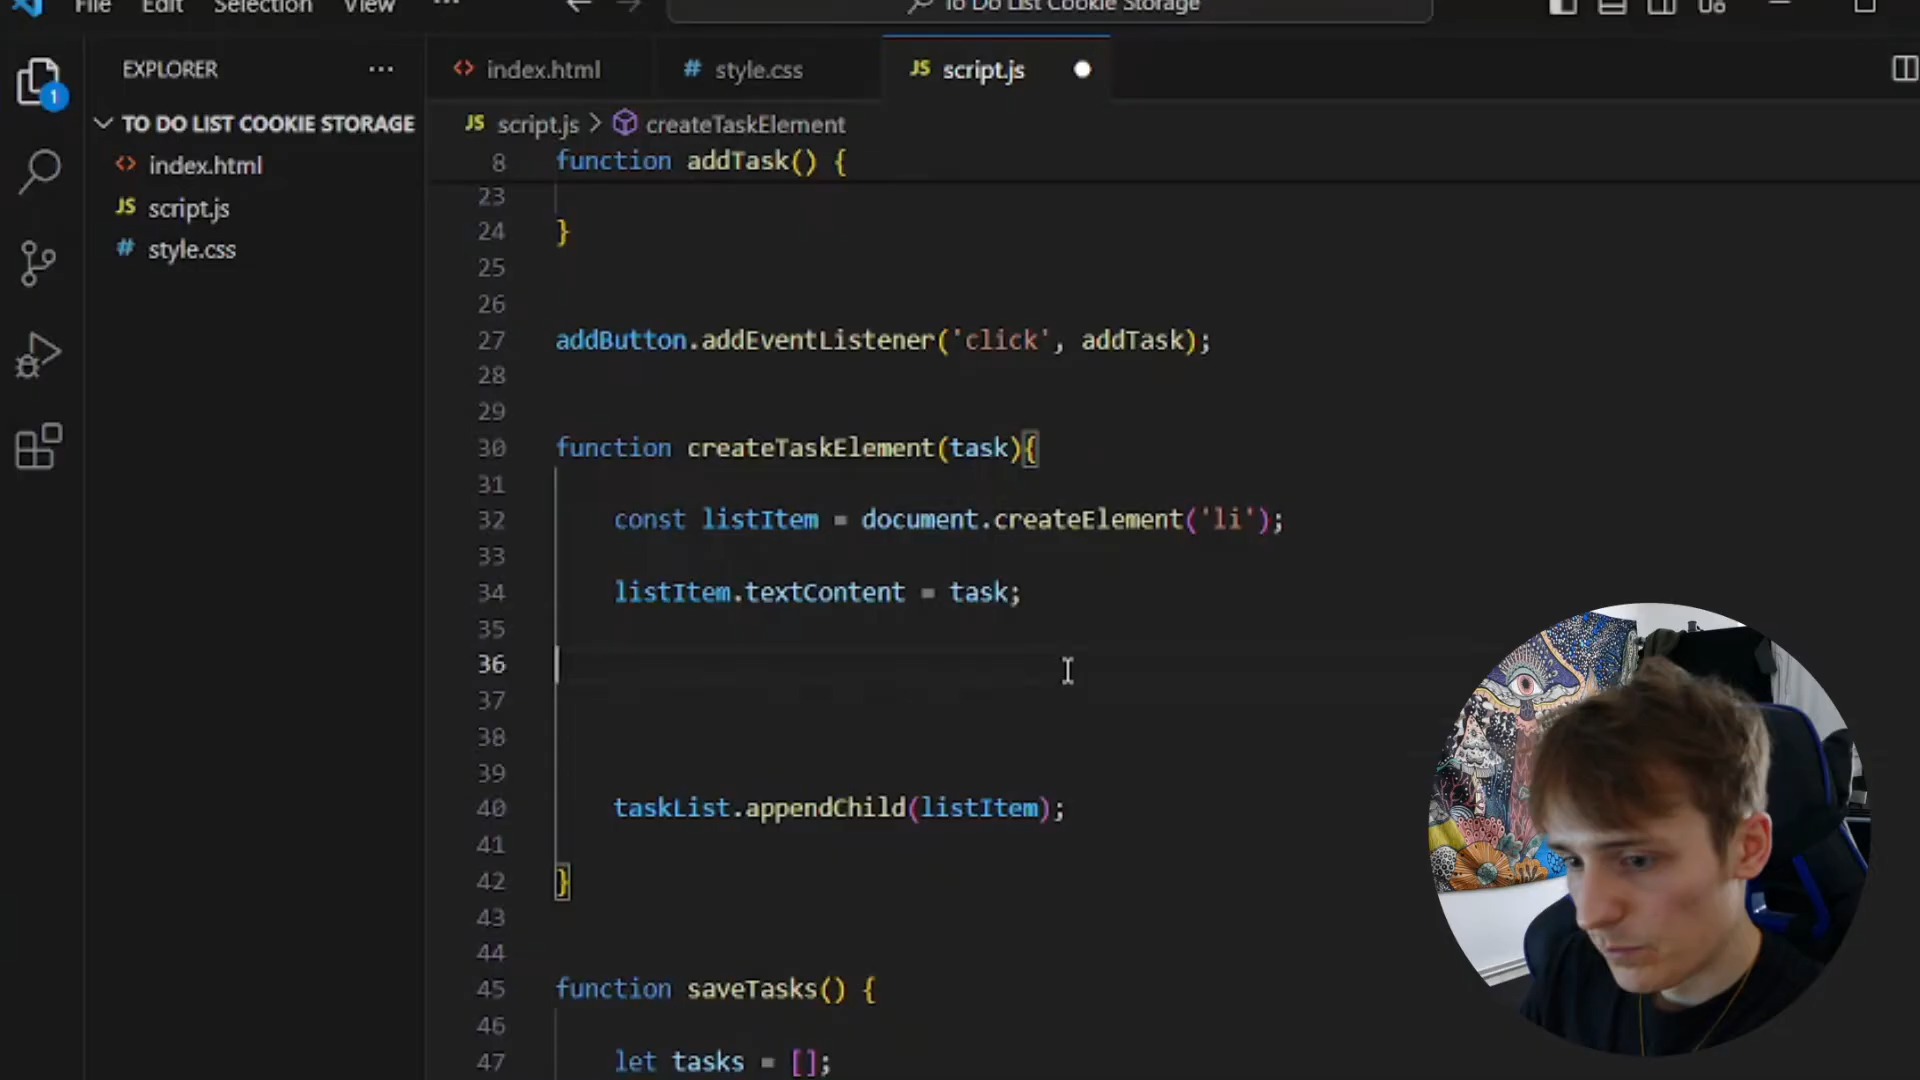 File Edit Selection View ...
To Do List Cookie Storage
EXPLORER ...
index.html
style.css
JS script.js
1
TO DO LIST COOKIE STORAGE
JS script.js > createTaskElement
index.html
JS script.js
style.css
8 function addTask() {
23
24 }
25
26
27 addButton.addEventListener('click', addTask);
28
29
30 function createTaskElement(task){
31
32 const listItem = document.createElement('li');
33
34 listItem.textContent = task;
35
36
37
38
39
40 taskList.appendChild(listItem);
41
42 }
43
44
45 function saveTasks() {
46
47 let tasks = [];